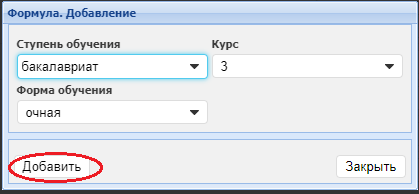 Формула. Добавление
Ступень обучения Курс
бакалавриат 3
Форма обучения
очная
Добавить Закрыть